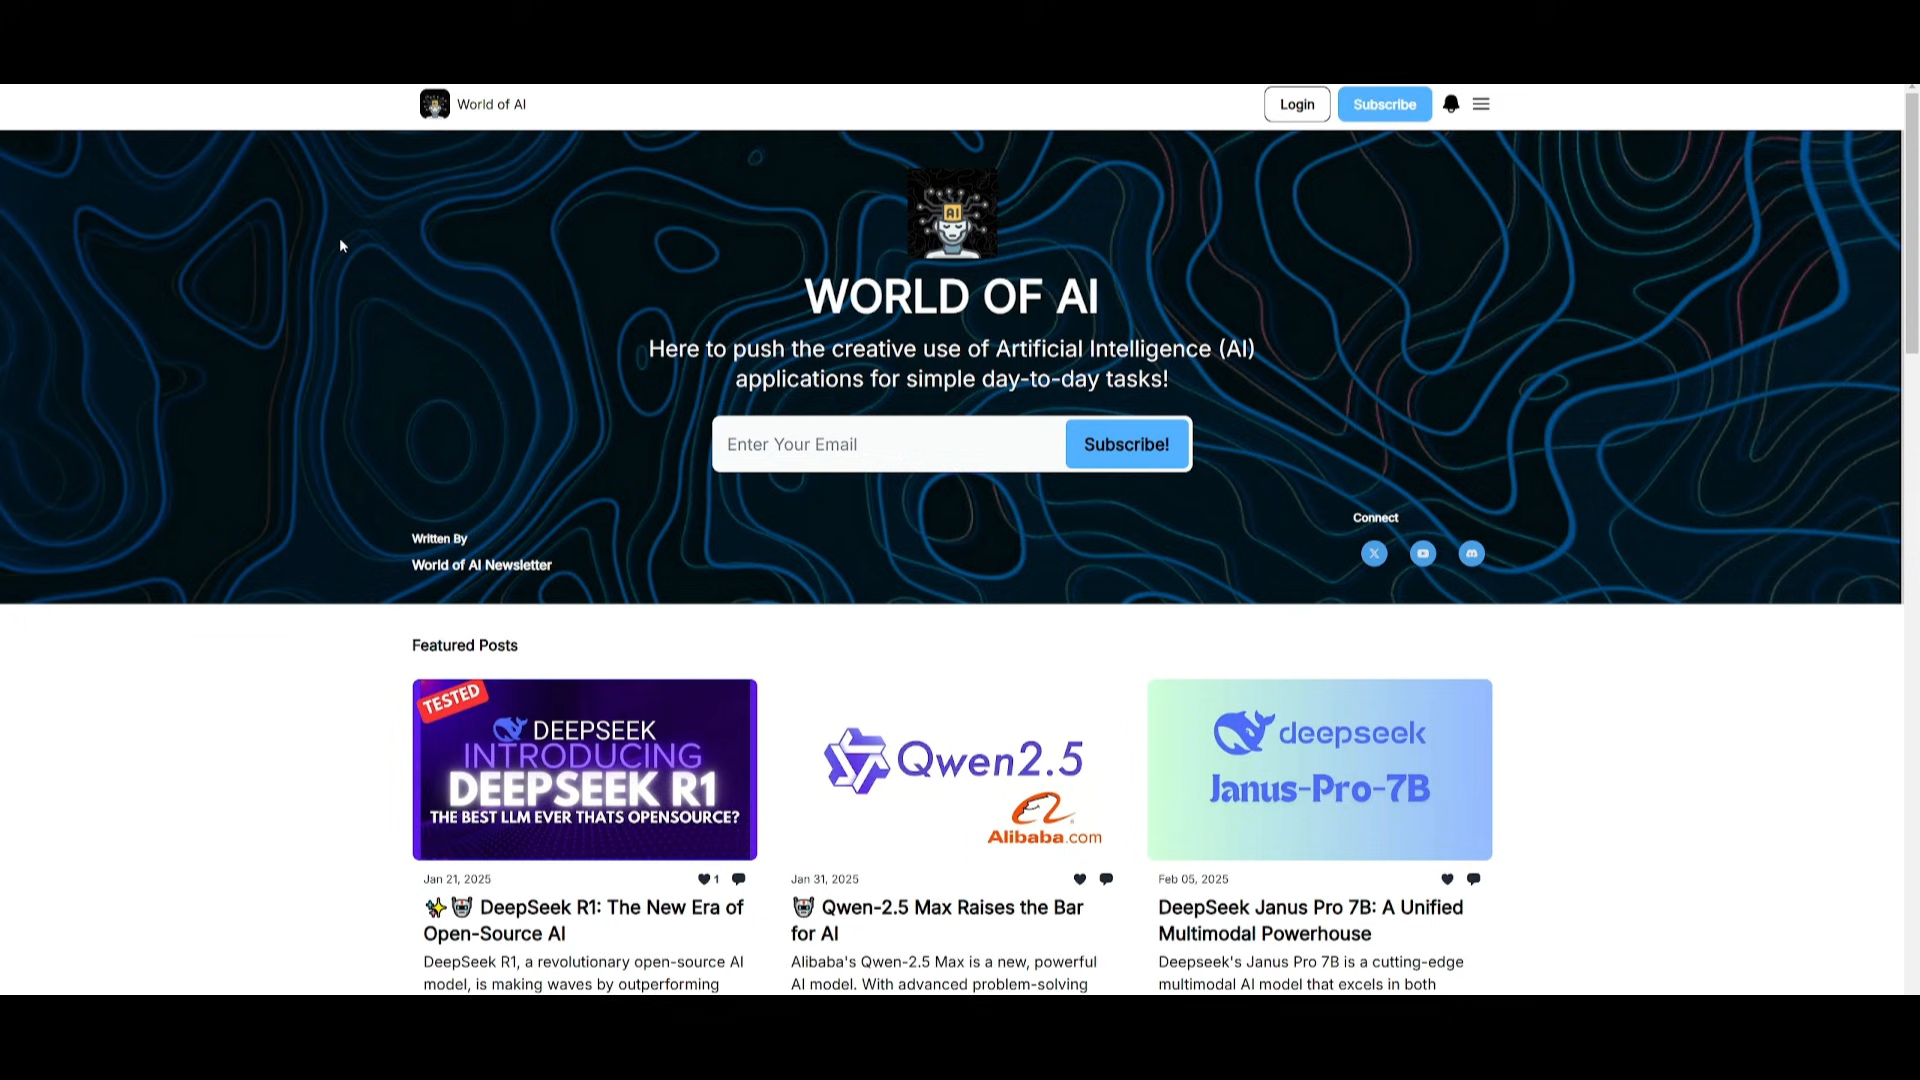 World of AI
Login
Subscribe
AI
WORLD OF AI
Here to push the creative use of Artificial Intelligence (AI)
applications for simple day-to-day tasks!
Enter Your Email
Subscribe!
Connect
Written By
World of AI Newsletter
Featured Posts
TESTED
DEEPSEEK
INTRODUCING
DEEPSEEK R1
THE BEST LLM EVER THATS OPENSOURCE?
Jan 21, 2025
1
DeepSeek R1: The New Era of
Open-Source AI
DeepSeek R1, a revolutionary open-source AI
model, is making waves by outperforming
Qwen2.5
Alibaba.com
Jan 31, 2025
Qwen-2.5 Max Raises the Bar
for AI
Alibaba's Qwen-2.5 Max is a new, powerful
AI model. With advanced problem-solving
deepseek
Janus-Pro-7B
Feb 05, 2025
DeepSeek Janus Pro 7B: A Unified
Multimodal Powerhouse
Deepseek's Janus Pro 7B is a cutting-edge
multimodal AI model that excels in both